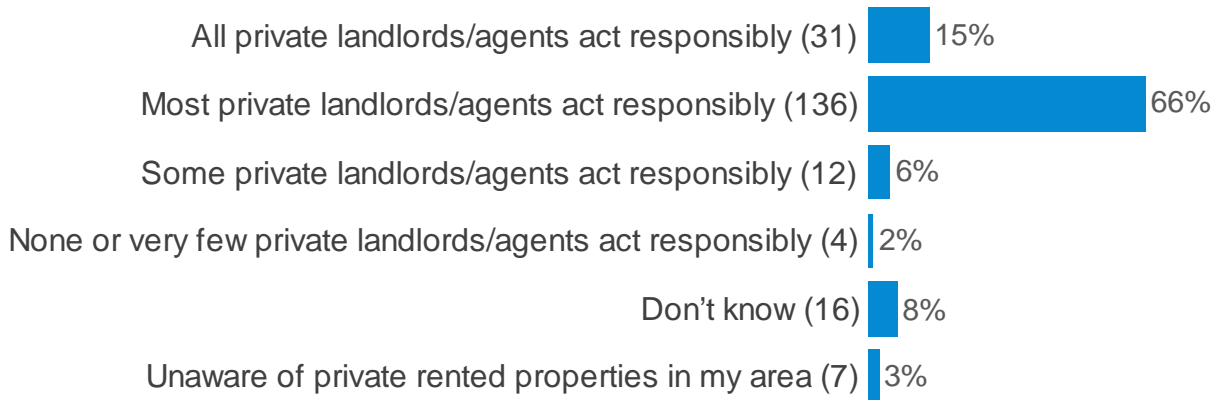 All private landlords/agents act responsibly (31) 15%
Most private landlords/agents act responsibly (136) 66%
Some private landlords/agents act responsibly (12) 6%
None or very few private landlords/agents act responsibly (4) 2%
Don’t know (16) 8%
Unaware of private rented properties in my area (7) 3%